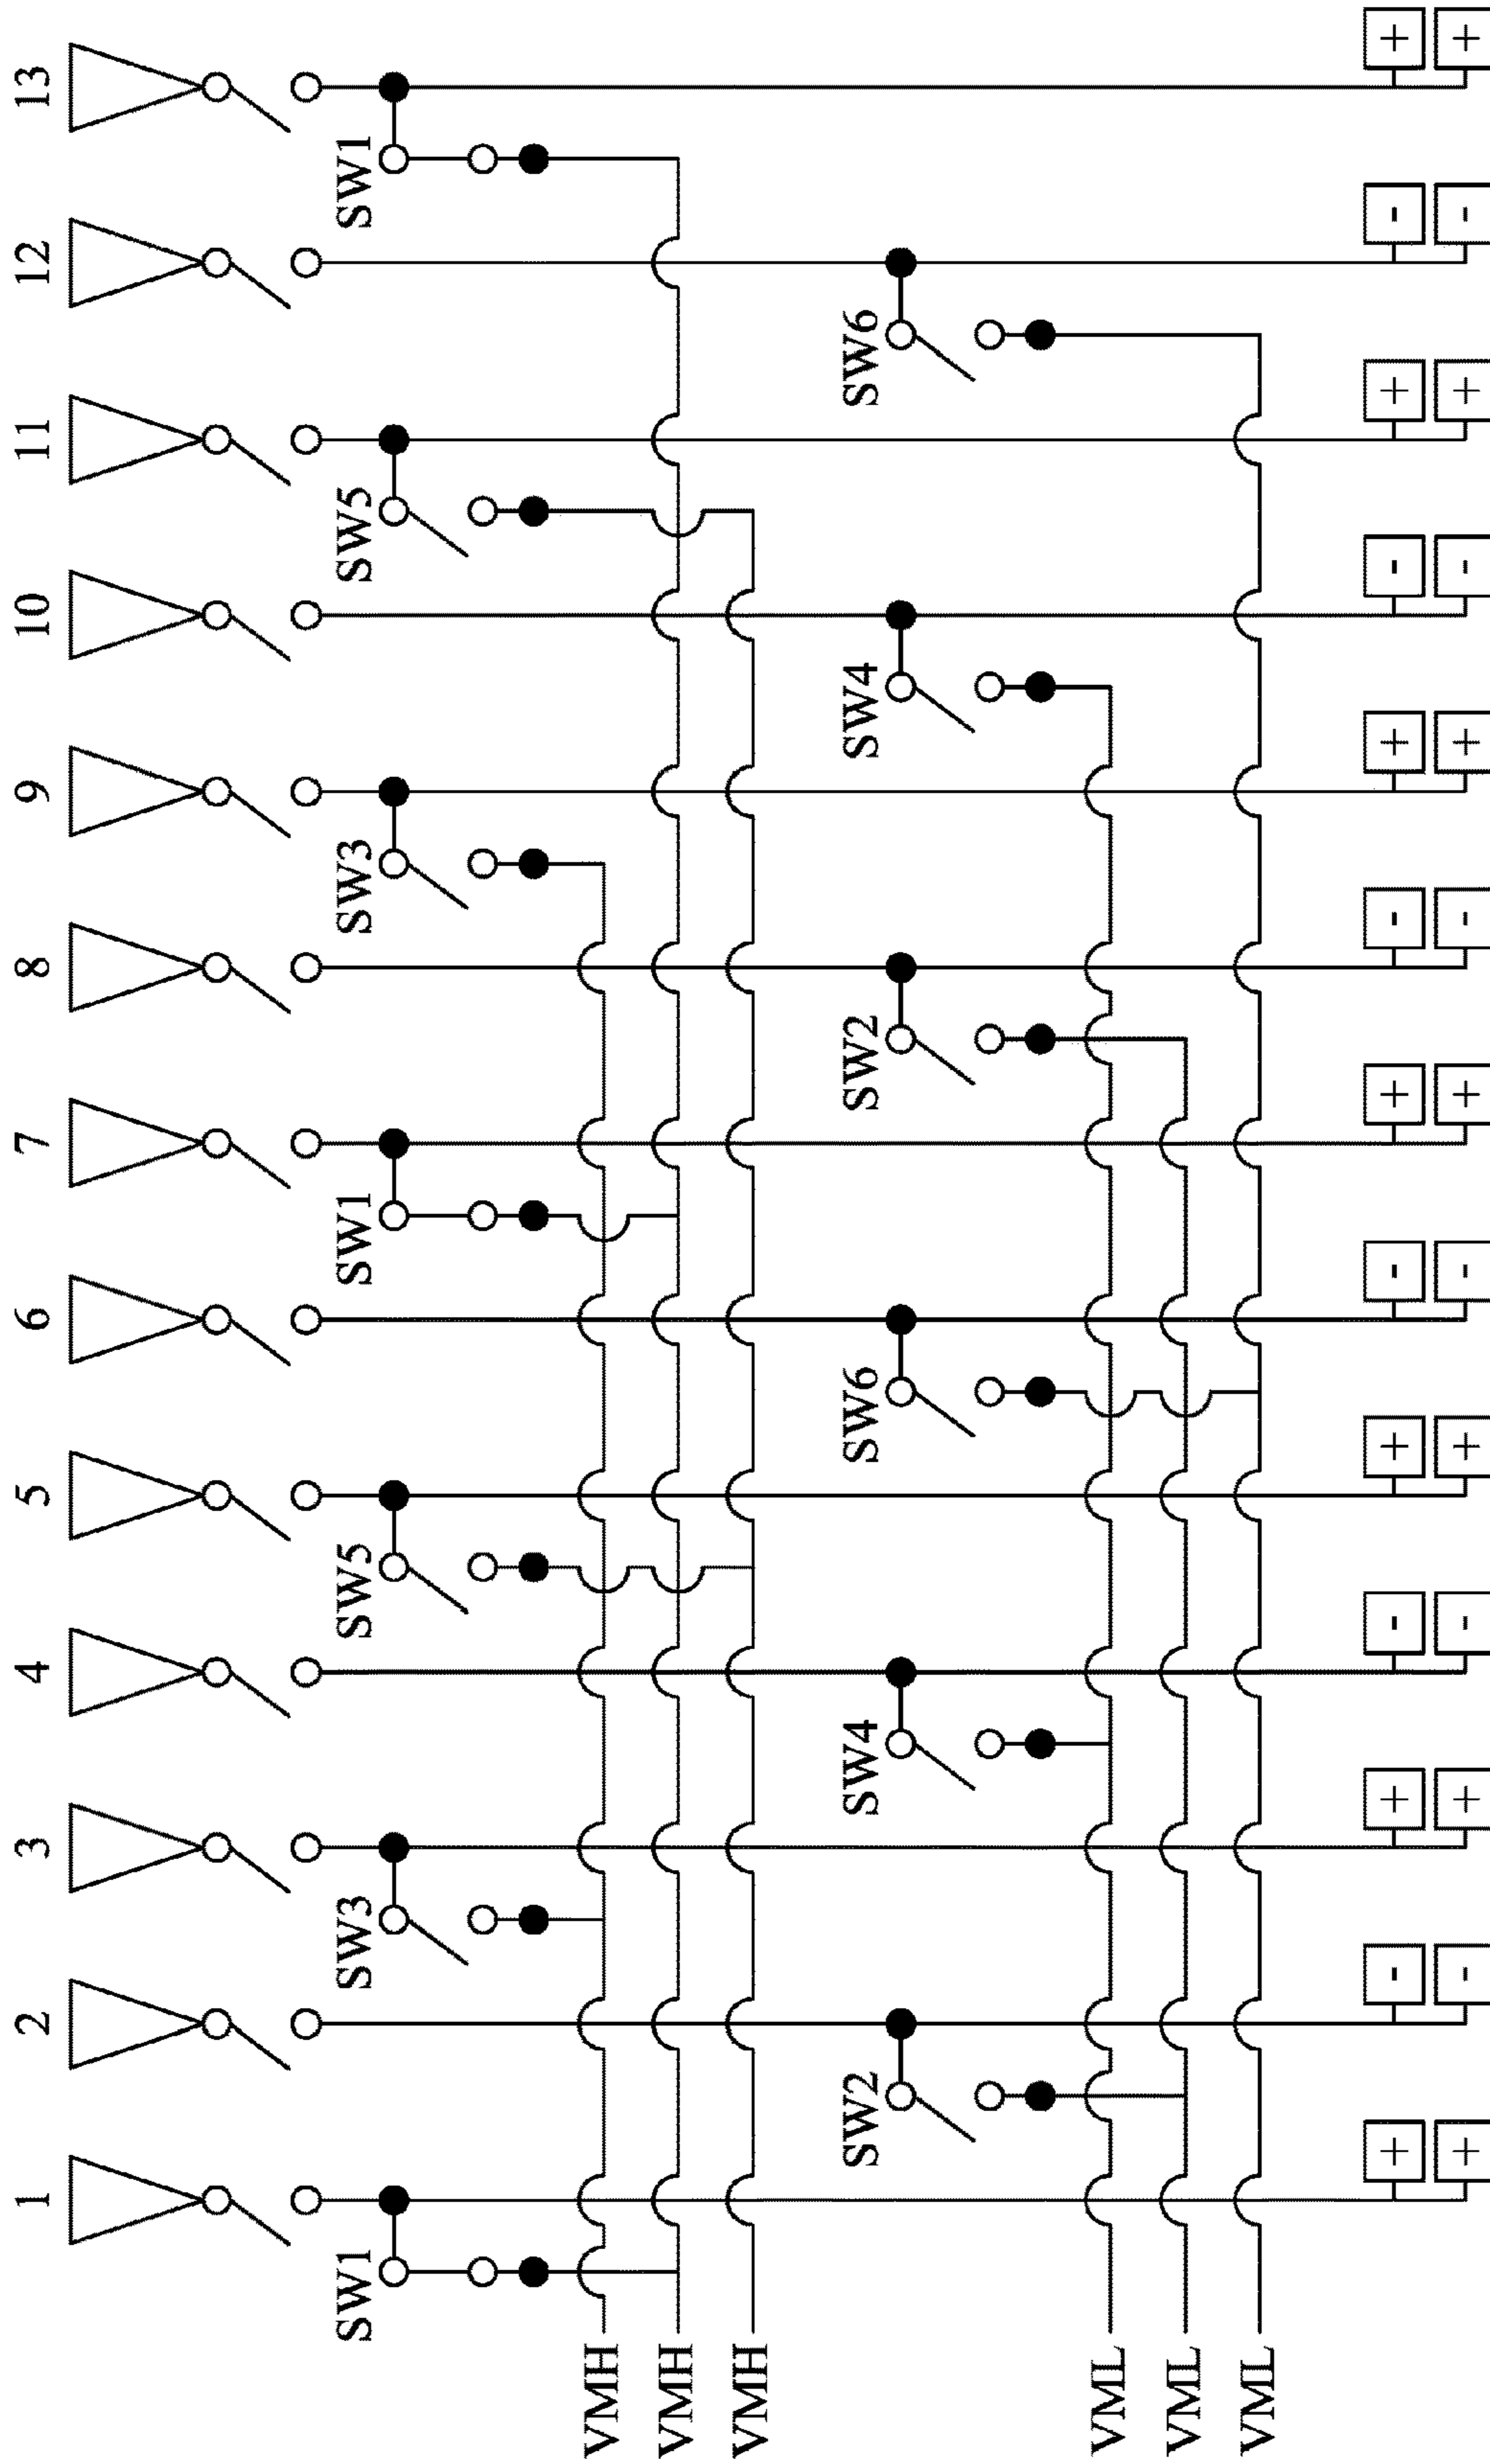 1 2 3 4 5 6 7 8 9 10 11 12 13
SW1 SW3 SW5 SW1 SW3 SW5 SW1
VMH
VMH
VMH
SW2 SW4 SW6 SW2 SW4 SW6
VML
VML
VML
+ - + - + - + - + - + - +
+ - + - + - + - + - + - +